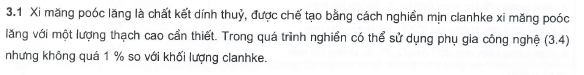 3.1 Xi măng poóc lăng là chất kết dính thuỷ, được chế tạo bằng cách nghiền mịn clanhke xi măng poóc
lăng với một lượng thạch cao cần thiết. Trong quá trình nghiền có thể sử dụng phụ gia công nghệ (3.4)
nhưng không quá 1 % so với khối lượng clanhke.